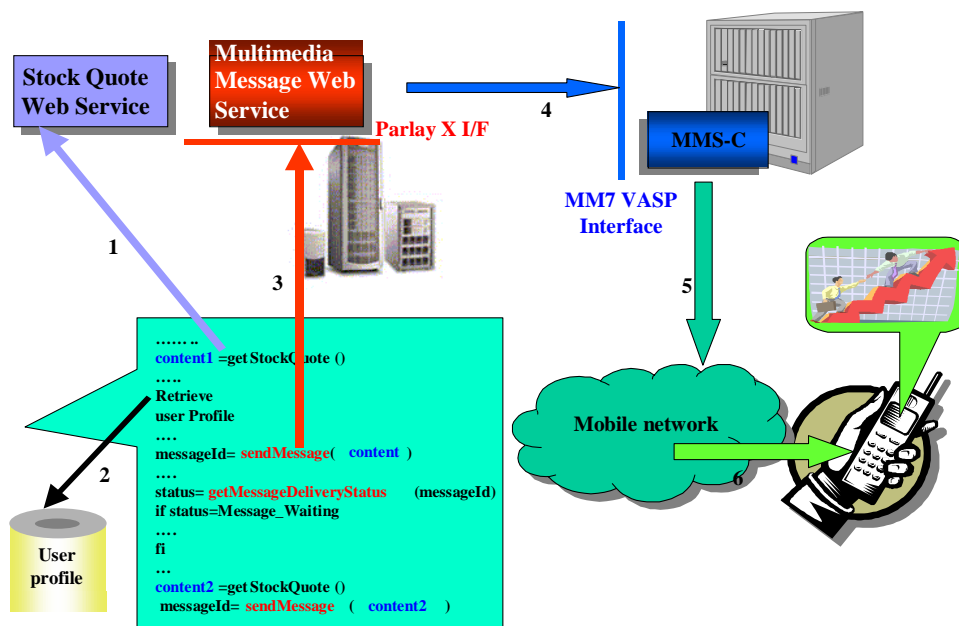 Stock Quote
Web Service
Multimedia
Message Web
Service
Parlay X I/F
4
MMS-C
MM7 VASP
Interface
1
3
5
…… ..
content1 =getStockQuote ()
…..
Retrieve
user Profile
….
messageId= sendMessage( content )
….
status= getMessageDeliveryStatus (messageId)
if status=Message_Waiting
….
fi
…
content2 =getStockQuote ()
messageId= sendMessage ( content2 )
2
User
profile
Mobile network
6